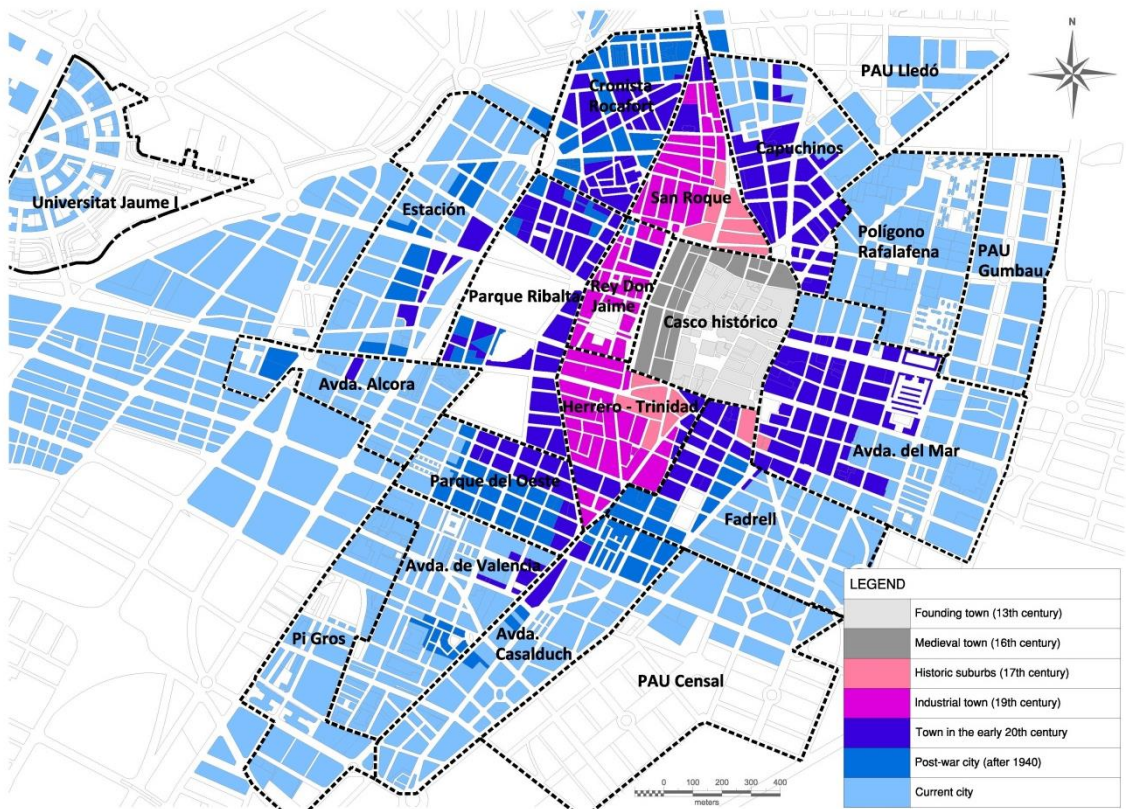 N
PAU Lledó
Cronista
Rocafort
Capuchinos
Universitat Jaume I
Estación
San Roque
Polígono
Rafalafena
PAU
Gumbau
Parque Ribalta
Rey Don
Jaime
Casco histórico
Avda. Alcora
Herrero - Trinidad
Avda. del Mar
Parque del Oeste
Fadrell
Avda. de Valencia
Pi Gros
Avda.
Casalduch
PAU Censal
LEGEND
Founding town (13th century)
Medieval town (16th century)
Historic suburbs (17th century)
Industrial town (19th century)
Town in the early 20th century
Post-war city (after 1940)
Current city
0 100 200 300 400
meters